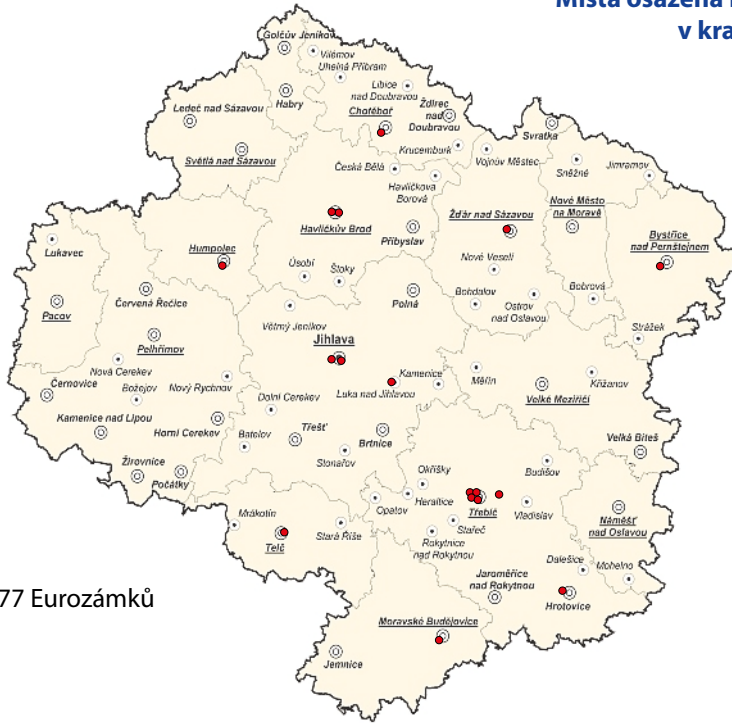 Místa osazená
v kra
Golčův Jeníkov
Vilémov
Uhelná Příbram
Habry
Libice
nad Doubravou
Chotěboř
Ždírec
nad
Doubravou
Ledeč nad Sázavou
Světlá nad Sázavou
Krucemburk
Svratka
Vojnův Městec
Sněžné
Jimramov
Česká Bělá
Havlíčkova
Borová
Havlíčkův Brod
Přibyslav
Žďár nad Sázavou
Nové Město
na Moravě
Bystřice
nad Pernštejnem
Lukavec
Humpolec
Úsobí
Štoky
Nové Veselí
Bohdalov
Ostrov
nad Oslavou
Bobrová
Strážek
Pacov
Červená Řečice
Pelhřimov
Polná
Větrný Jeníkov
Jihlava
Nová Cerekev
Černovice
Božejov
Nový Rychnov
Kamenice
Luka nad Jihlavou
Měřín
Velké Meziříčí
Křižanov
Kamenice nad Lipou
Horní Cerekev
Dolní Cerekev
Batelov
Třešť
Brtnice
Stonařov
Velká Bíteš
Žirovnice
Počátky
Okříšky
Heraltice
Opatov
Budišov
Třebíč
Vladislav
Stařeč
Rokytnice
nad Rokytnou
Náměšť
nad Oslavou
Mrákotín
Telč
Stará Říše
Dalešice
Mohelno
Jaroměřice
nad Rokytnou
Hrotovice
77 Eurozámků
Moravské Budějovice
Jemnice